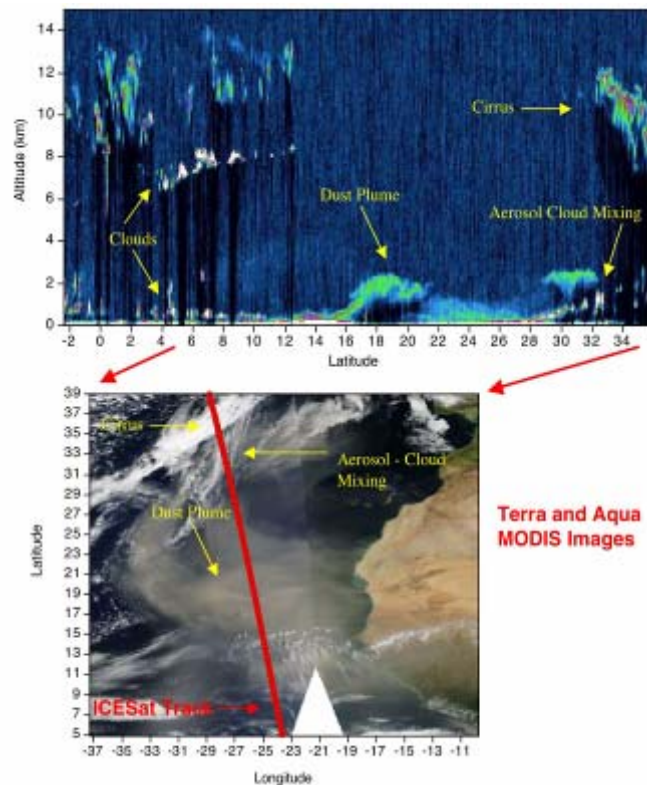 14
12
Cirrus
10
Altitude (km)
8
Dust Plume
Aerosol Cloud Mixing
6
Clouds
4
2
0
-2 0 2 4 6 8 10 12 14 16 18 20 22 24 26 28 30 32 34
Latitude
39
37
Cirrus
35
Aerosol - Cloud
Mixing
33
31
29
Dust Plume
27
25
Terra and Aqua
MODIS Images
Latitude
23
21
19
17
15
13
11
9
ICESat Track
7
5
-37 -35 -33 -31 -29 -27 -25 -23 -21 -19 -17 -15 -13 -11
Longitude